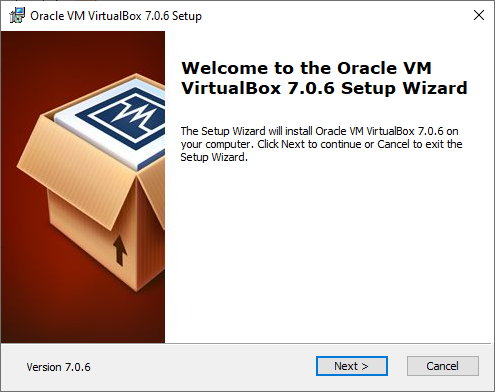 Oracle VM VirtualBox 7.0.6 Setup
Welcome to the Oracle VM
VirtualBox 7.0.6 Setup Wizard
The Setup Wizard will install Oracle VM VirtualBox 7.0.6 on
your computer. Click Next to continue or Cancel to exit the
Setup Wizard.
Version 7.0.6
Next >
Cancel